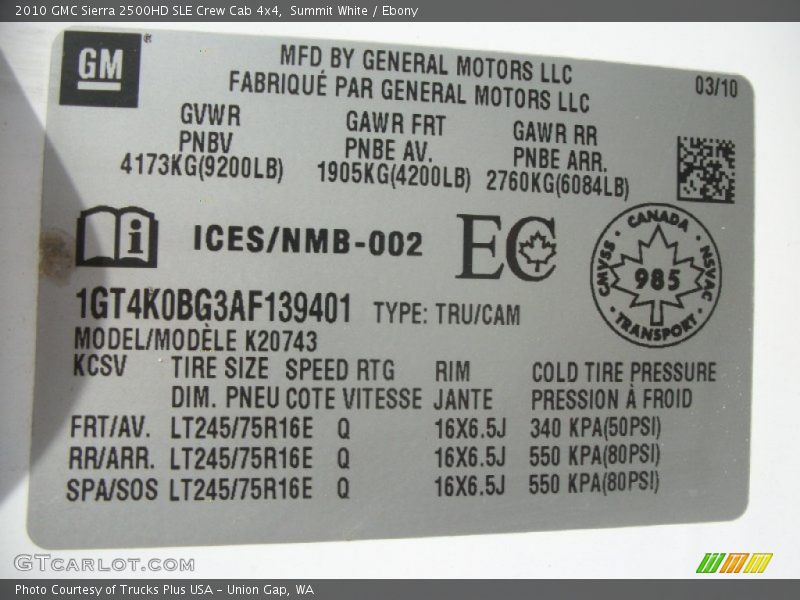 2010 GMC Sierra 2500HD SLE Crew Cab 4x4, Summit White / Ebony
GM
MFD BY GENERAL MOTORS LLC
FABRIQUÉ PAR GENERAL MOTORS LLC
03/10
GVWR GAWR FRT GAWR RR
PNBV PNBE AV. PNBE ARR.
4173KG(9200LB) 1905KG(4200LB) 2760KG(6084LB)
i ICES/NMB-002 EC
CANADA
CMVSS 985 NSVAC
TRANSPORT
1GT4K0BG3AF139401 TYPE: TRU/CAM
MODEL/MODÈLE K20743
KCSV TIRE SIZE SPEED RTG RIM COLD TIRE PRESSURE
DIM. PNEU COTE VITESSE JANTE PRESSION À FROID
FRT/AV. LT245/75R16E Q 16X6.5J 340 KPA(50PSI)
RR/ARR. LT245/75R16E Q 16X6.5J 550 KPA(80PSI)
SPA/SOS LT245/75R16E Q 16X6.5J 550 KPA(80PSI)
GTCARLOT.COM
Photo Courtesy of Trucks Plus USA - Union Gap, WA